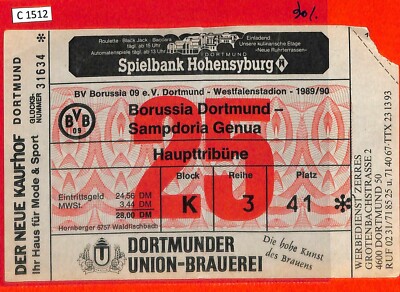 C 1512
30%
Roulette · Black Jack · Baccara
tägl. ab 15 Uhr
Automatenspiele tägl. ab 13 Uhr
DORTMUND
Einladend:
Unsere kulinarische Etage
«Neue Ruhrterrassen»
Spielbank Hohensyburg
BV Borussia 09 e.V. Dortmund - Westfalenstadion - 1989/90
BVB
09
25
Borussia Dortmund –
Sampdoria Genua
Haupttribüne
Block
Reihe
Platz
K
3
41
*
Eintrittsgeld 24,56 DM
MWSt. 3,44 DM
28,00 DM
Hornberger 6757 Waldfischbach
U
DORTMUNDER
UNION-BRAUEREI
Die hohe Kunst
des Brauens
DER NEUE KAUFHOF
Ihr Haus für Mode & Sport
DORTMUND
GLÜCKS-
NUMMER
31634
*
WERBEDIENST ZERRES
GROTENBACHSTRASSE 2
4600 DORTMUND 50
RUF 02 31/71 85 25 u. 71 40 67-TTX 23 13 93